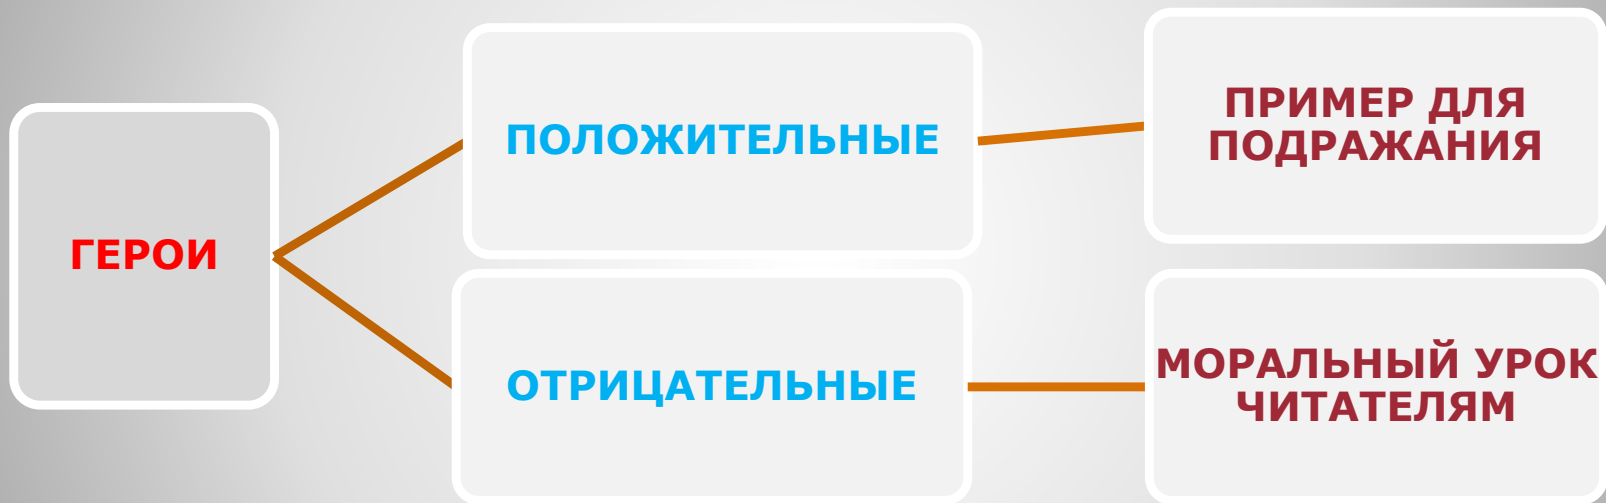 ГЕРОИ
ПОЛОЖИТЕЛЬНЫЕ
ПРИМЕР ДЛЯ
ПОДРАЖАНИЯ
ОТРИЦАТЕЛЬНЫЕ
МОРАЛЬНЫЙ УРОК
ЧИТАТЕЛЯМ